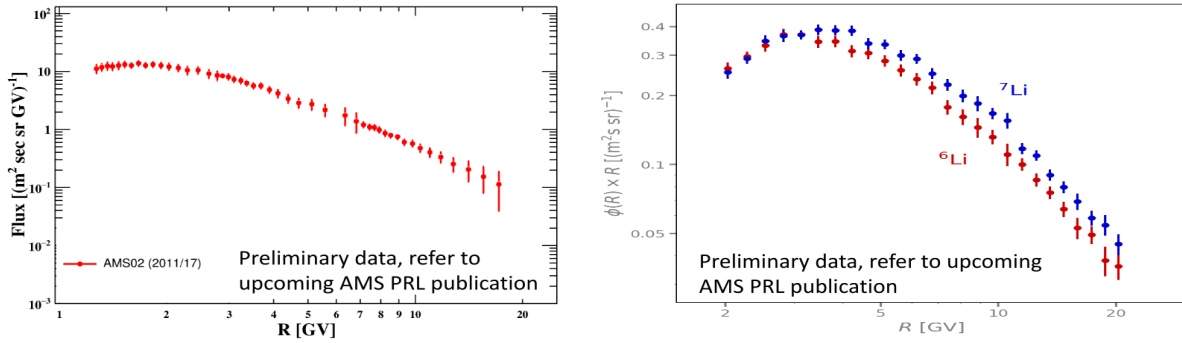 Flux [(m² sec sr GV)⁻¹]
10²
10
1
10⁻¹
10⁻²
10⁻³
AMS02 (2011/17)
Preliminary data, refer to
upcoming AMS PRL publication
1 2 3 4 5 6 7 8 9 10 20
R [GV]
ϕ(R) × R [(m²s sr)⁻¹]
0.4
0.3
0.2
0.1
0.05
⁷Li
⁶Li
Preliminary data, refer to upcoming
AMS PRL publication
2 5 10 20
R [GV]